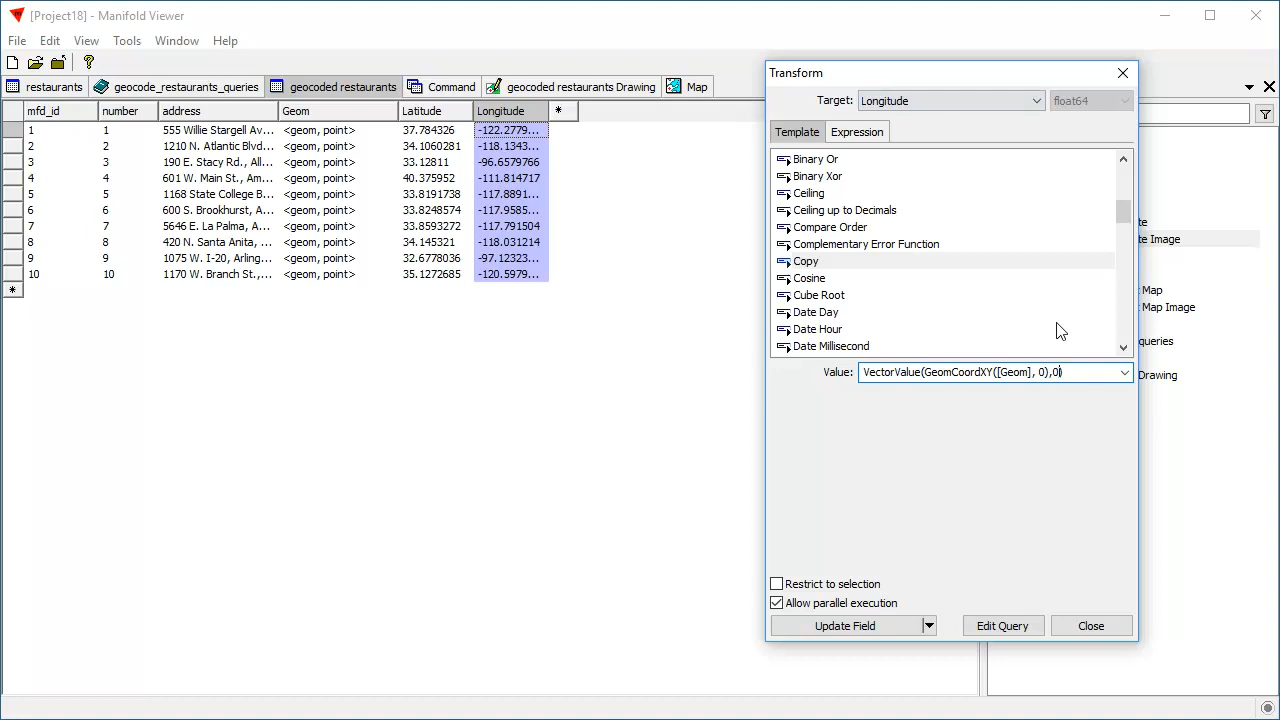 [Project18] - Manifold Viewer
File Edit View Tools Window Help
restaurants geocode_restaurants_queries geocoded restaurants Command geocoded restaurants Drawing Map
mfd_id number address Geom Latitude Longitude *
1 1 555 Willie Stargell Av... <geom, point> 37.784326 -122.2779...
2 2 1210 N. Atlantic Blvd... <geom, point> 34.1060281 -118.1343...
3 3 190 E. Stacy Rd., All... <geom, point> 33.12811 -96.6579766
4 4 601 W. Main St., Am... <geom, point> 40.375952 -111.814717
5 5 1168 State College B... <geom, point> 33.8191738 -117.8891...
6 6 600 S. Brookhurst, A... <geom, point> 33.8248574 -117.9585...
7 7 5646 E. La Palma, A... <geom, point> 33.8593272 -117.791504
8 8 420 N. Santa Anita, ... <geom, point> 34.145321 -118.031214
9 9 1075 W. I-20, Arling... <geom, point> 32.6778036 -97.12323...
10 10 1170 W. Branch St.,... <geom, point> 35.1272685 -120.5979...
*
Transform
Target: Longitude float64
Template Expression
Binary Or
Binary Xor
Ceiling
Ceiling up to Decimals
Compare Order
Complementary Error Function
Copy
Cosine
Cube Root
Date Day
Date Hour
Date Millisecond
Value: VectorValue(GeomCoordXY([Geom], 0),0)
Restrict to selection
Allow parallel execution
Update Field Edit Query Close
te
te Image
Map
Map Image
queries
Drawing